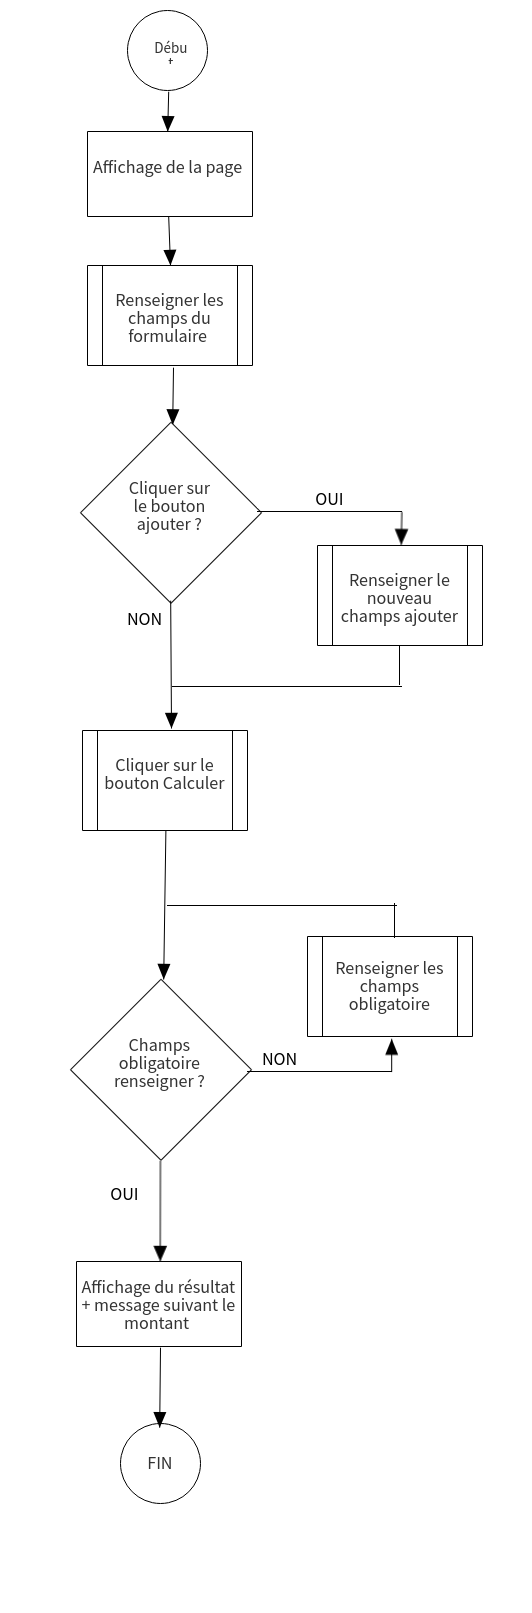 Débu
t
Affichage de la page
Renseigner les
champs du
formulaire
Cliquer sur
le bouton
ajouter ?
OUI
Renseigner le
nouveau
champs ajouter
NON
Cliquer sur le
bouton Calculer
Renseigner les
champs
obligatoire
Champs
obligatoire
renseigner ?
NON
OUI
Affichage du résultat
+ message suivant le
montant
FIN